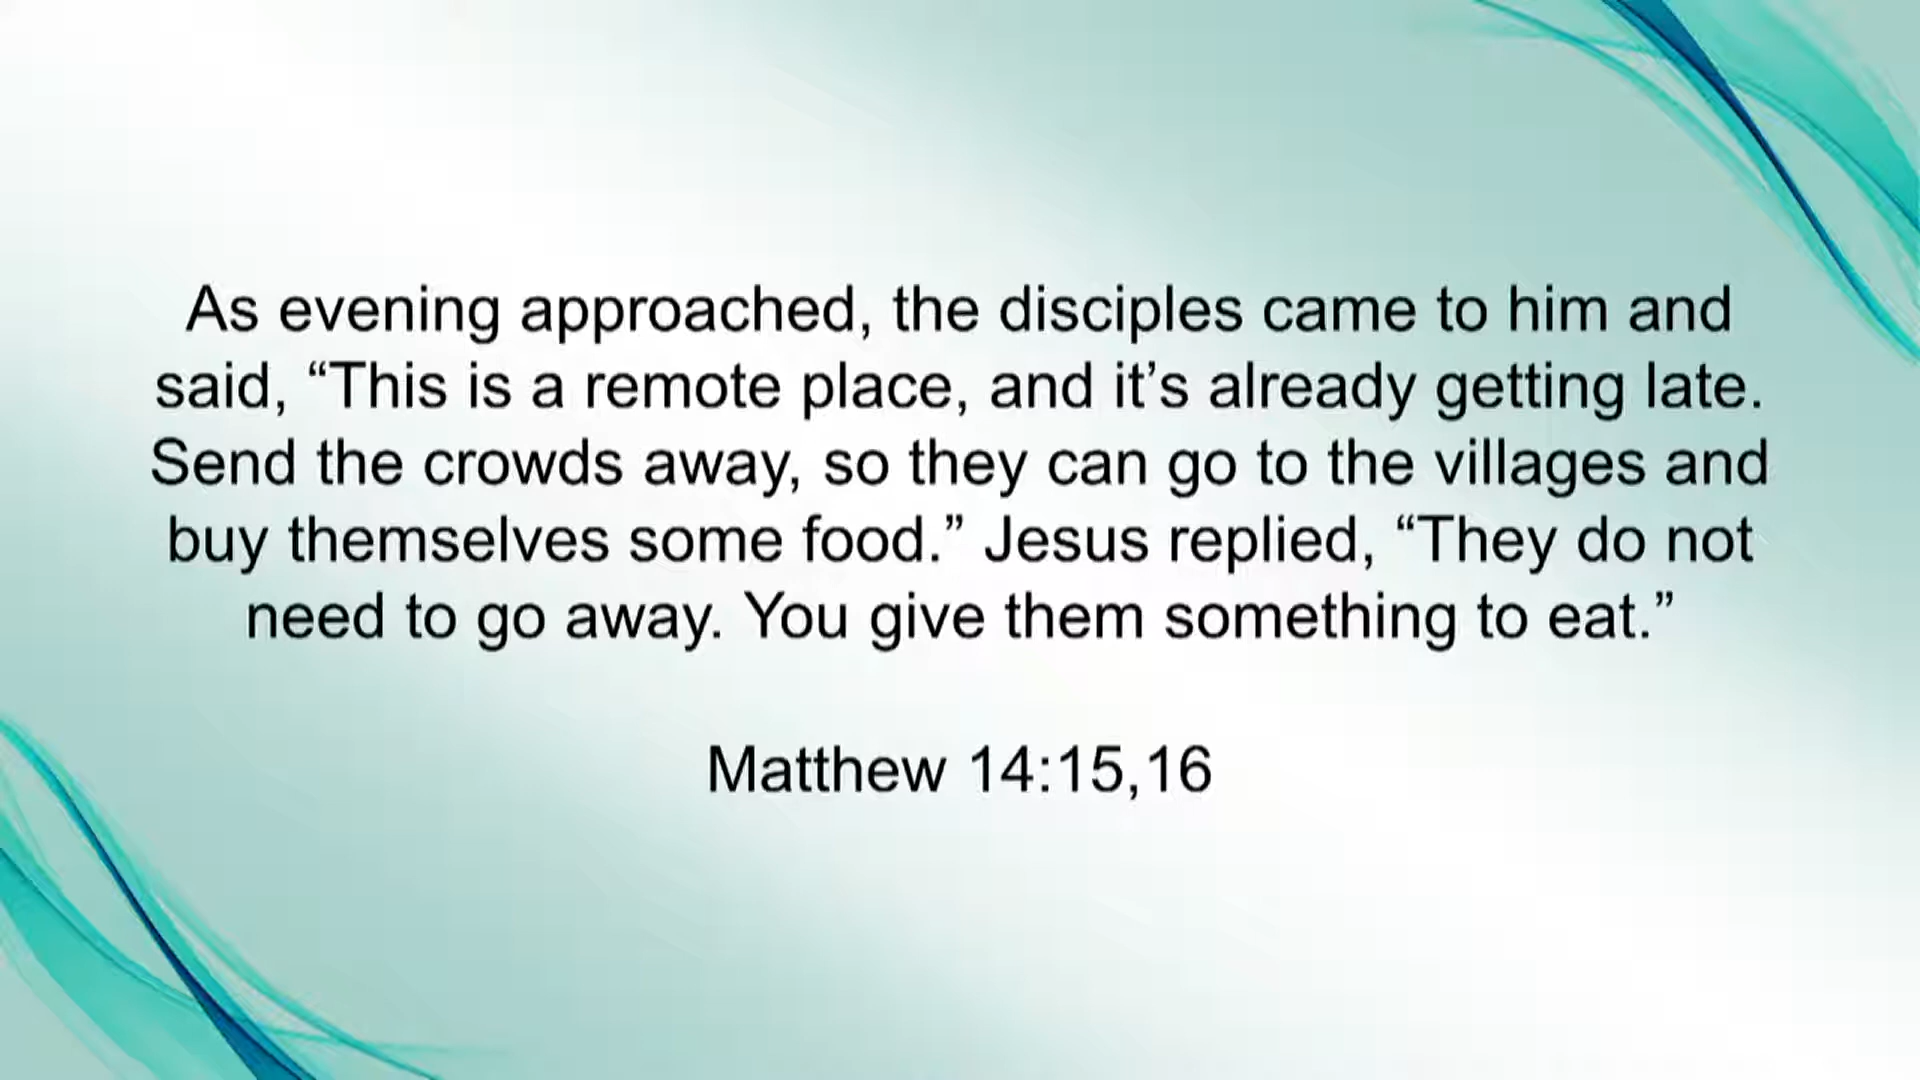 As evening approached, the disciples came to him and
said, “This is a remote place, and it’s already getting late.
Send the crowds away, so they can go to the villages and
buy themselves some food.” Jesus replied, “They do not
need to go away. You give them something to eat.”
Matthew 14:15,16